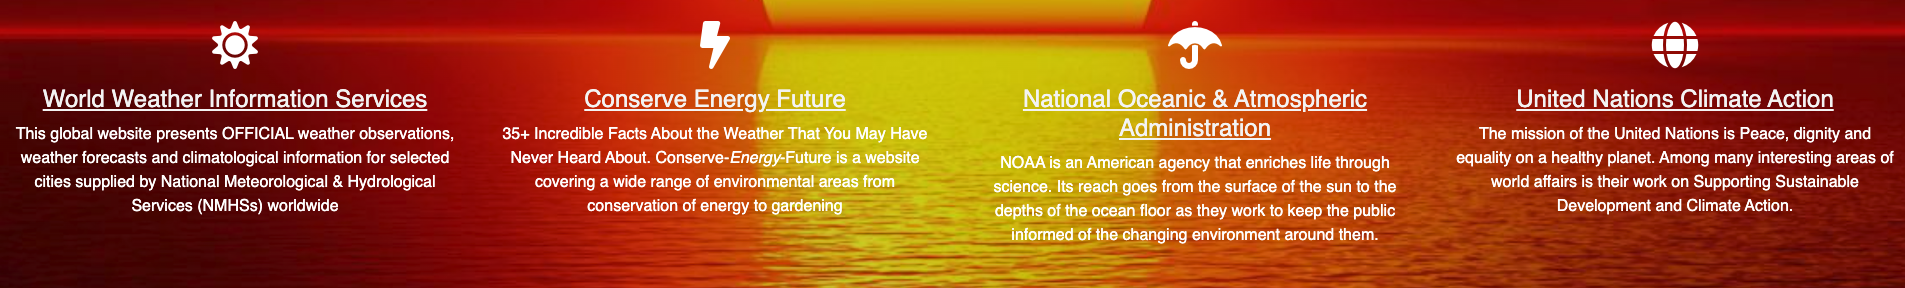 World Weather Information Services
This global website presents OFFICIAL weather observations,
weather forecasts and climatological information for selected
cities supplied by National Meteorological & Hydrological
Services (NMHSs) worldwide
Conserve Energy Future
35+ Incredible Facts About the Weather That You May Have
Never Heard About. Conserve-Energy-Future is a website
covering a wide range of environmental areas from
conservation of energy to gardening
National Oceanic & Atmospheric
Administration
NOAA is an American agency that enriches life through
science. Its reach goes from the surface of the sun to the
depths of the ocean floor as they work to keep the public
informed of the changing environment around them.
United Nations Climate Action
The mission of the United Nations is Peace, dignity and
equality on a healthy planet. Among many interesting areas of
world affairs is their work on Supporting Sustainable
Development and Climate Action.